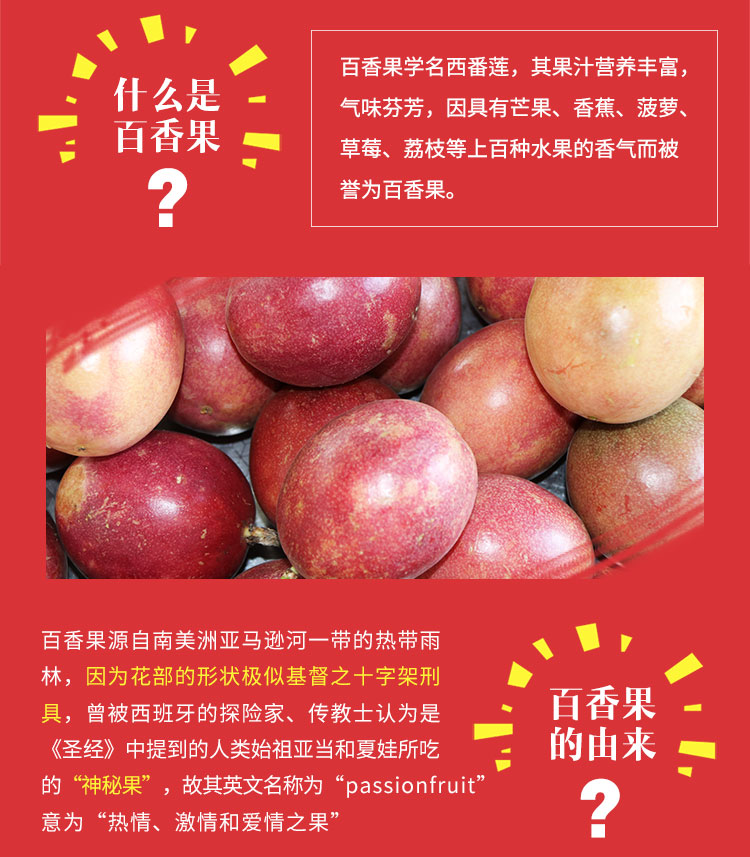 什么是
百香果
?
百香果学名西番莲，其果汁营养丰富，
气味芬芳，因具有芒果、香蕉、菠萝、
草莓、荔枝等上百种水果的香气而被
誉为百香果。
百香果源自南美洲亚马逊河一带的热带雨
林，因为花部的形状极似基督之十字架刑
具，曾被西班牙的探险家、传教士认为是
《圣经》中提到的人类始祖亚当和夏娃所吃
的“神秘果”，故其英文名称为“passionfruit”
意为“热情、激情和爱情之果”
百香果
的由来
?